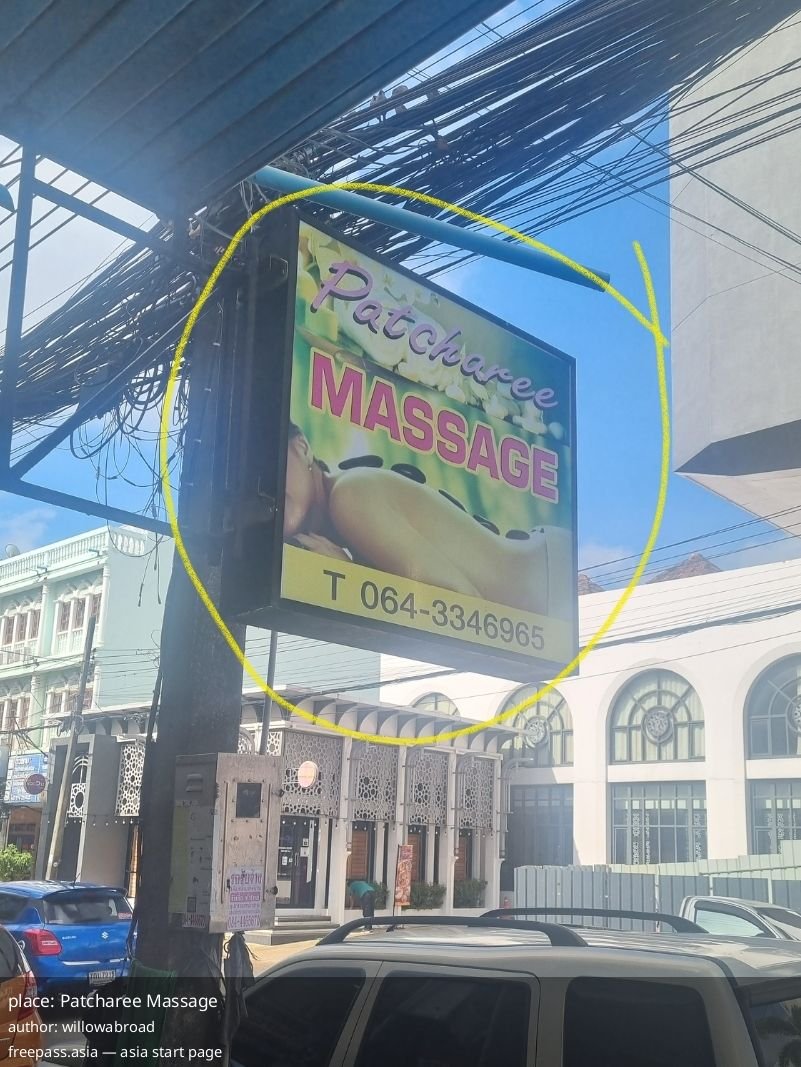 Patcharee
MASSAGE
T 064-3346965
place: Patcharee Massage
author: willowabroad
freepass.asia — asia start page